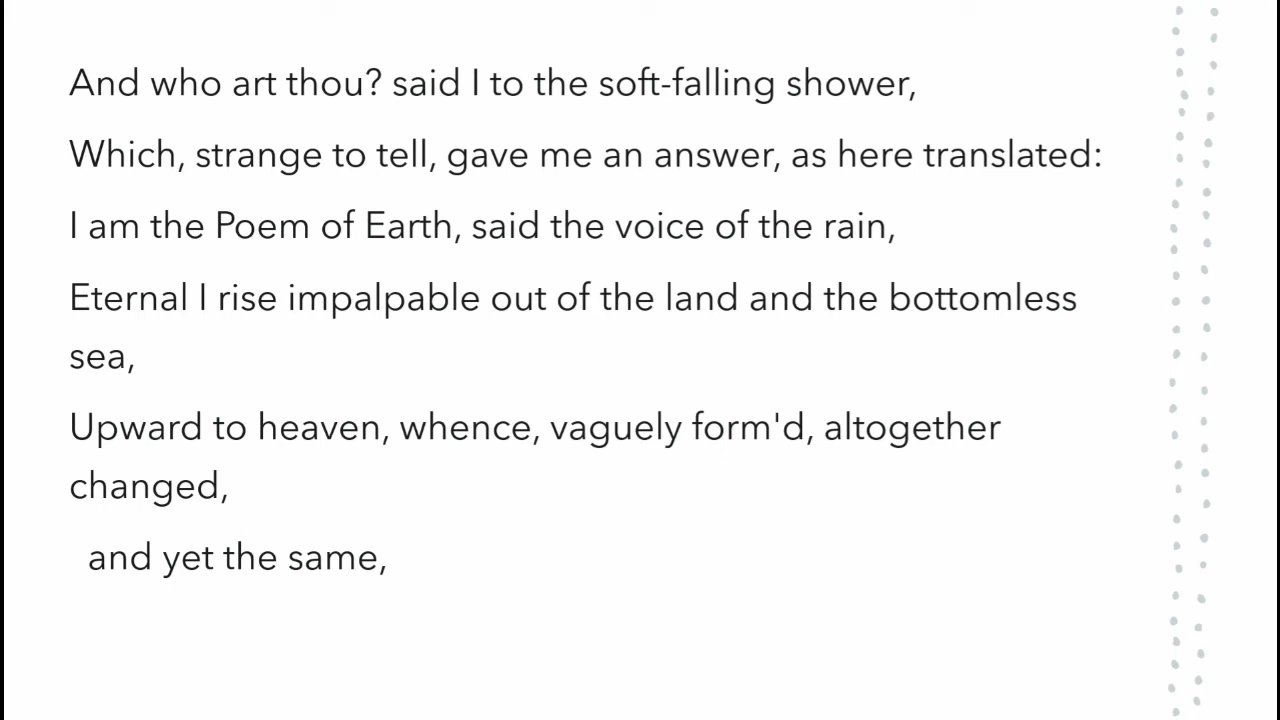 And who art thou? said I to the soft-falling shower,
Which, strange to tell, gave me an answer, as here translated:
I am the Poem of Earth, said the voice of the rain,
Eternal I rise impalpable out of the land and the bottomless
sea,
Upward to heaven, whence, vaguely form'd, altogether
changed,
and yet the same,